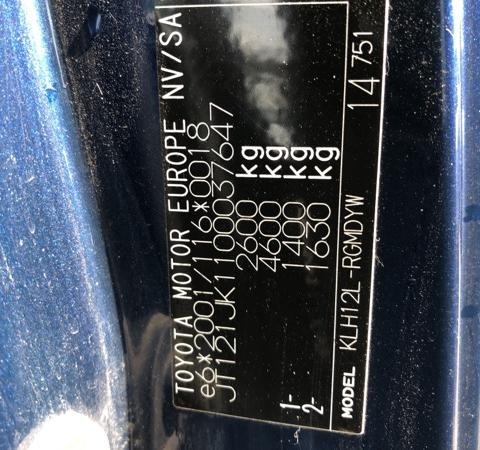 TOYOTA MOTOR EUROPE NV/SA
e6*2001/116*0018
JT121JK1100037647
2600 kg
4600 kg
1- 1400 kg
2- 1630 kg
MODEL KLH12L-RGMDYW 14 751